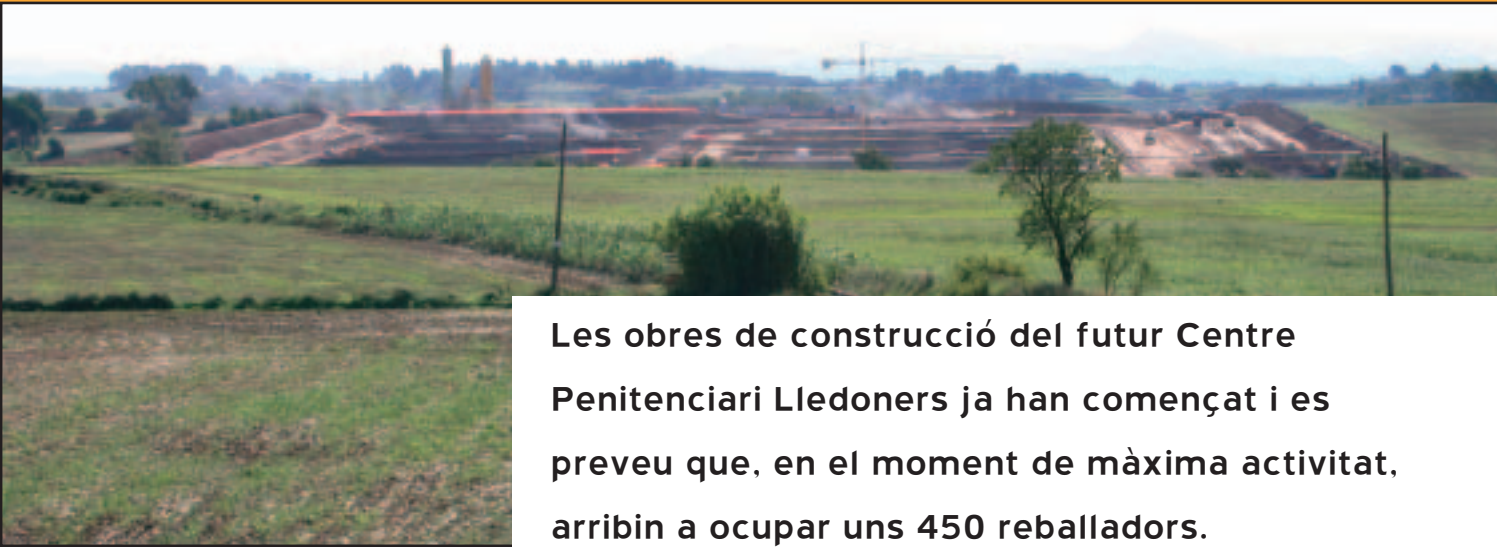 Les obres de construcció del futur Centre
Penitenciari Lledoners ja han començat i es
preveu que, en el moment de màxima activitat,
arribin a ocupar uns 450 reballadors.